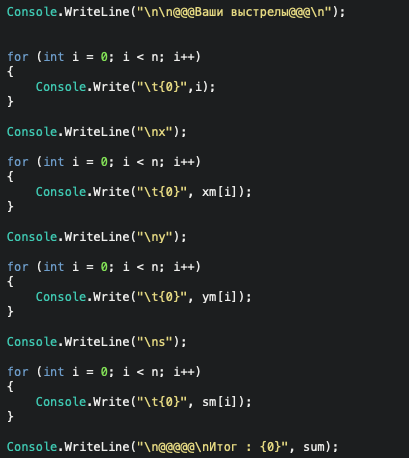 Console.WriteLine("\n\n@@@Ваши выстрелы@@@\n");
for (int i = 0; i < n; i++)
{
    Console.Write("\t{0}",i);
}
Console.WriteLine("\nx");
for (int i = 0; i < n; i++)
{
    Console.Write("\t{0}", xm[i]);
}
Console.WriteLine("\ny");
for (int i = 0; i < n; i++)
{
    Console.Write("\t{0}", ym[i]);
}
Console.WriteLine("\ns");
for (int i = 0; i < n; i++)
{
    Console.Write("\t{0}", sm[i]);
}
Console.WriteLine("\n@@@@@\nИтог : {0}", sum);